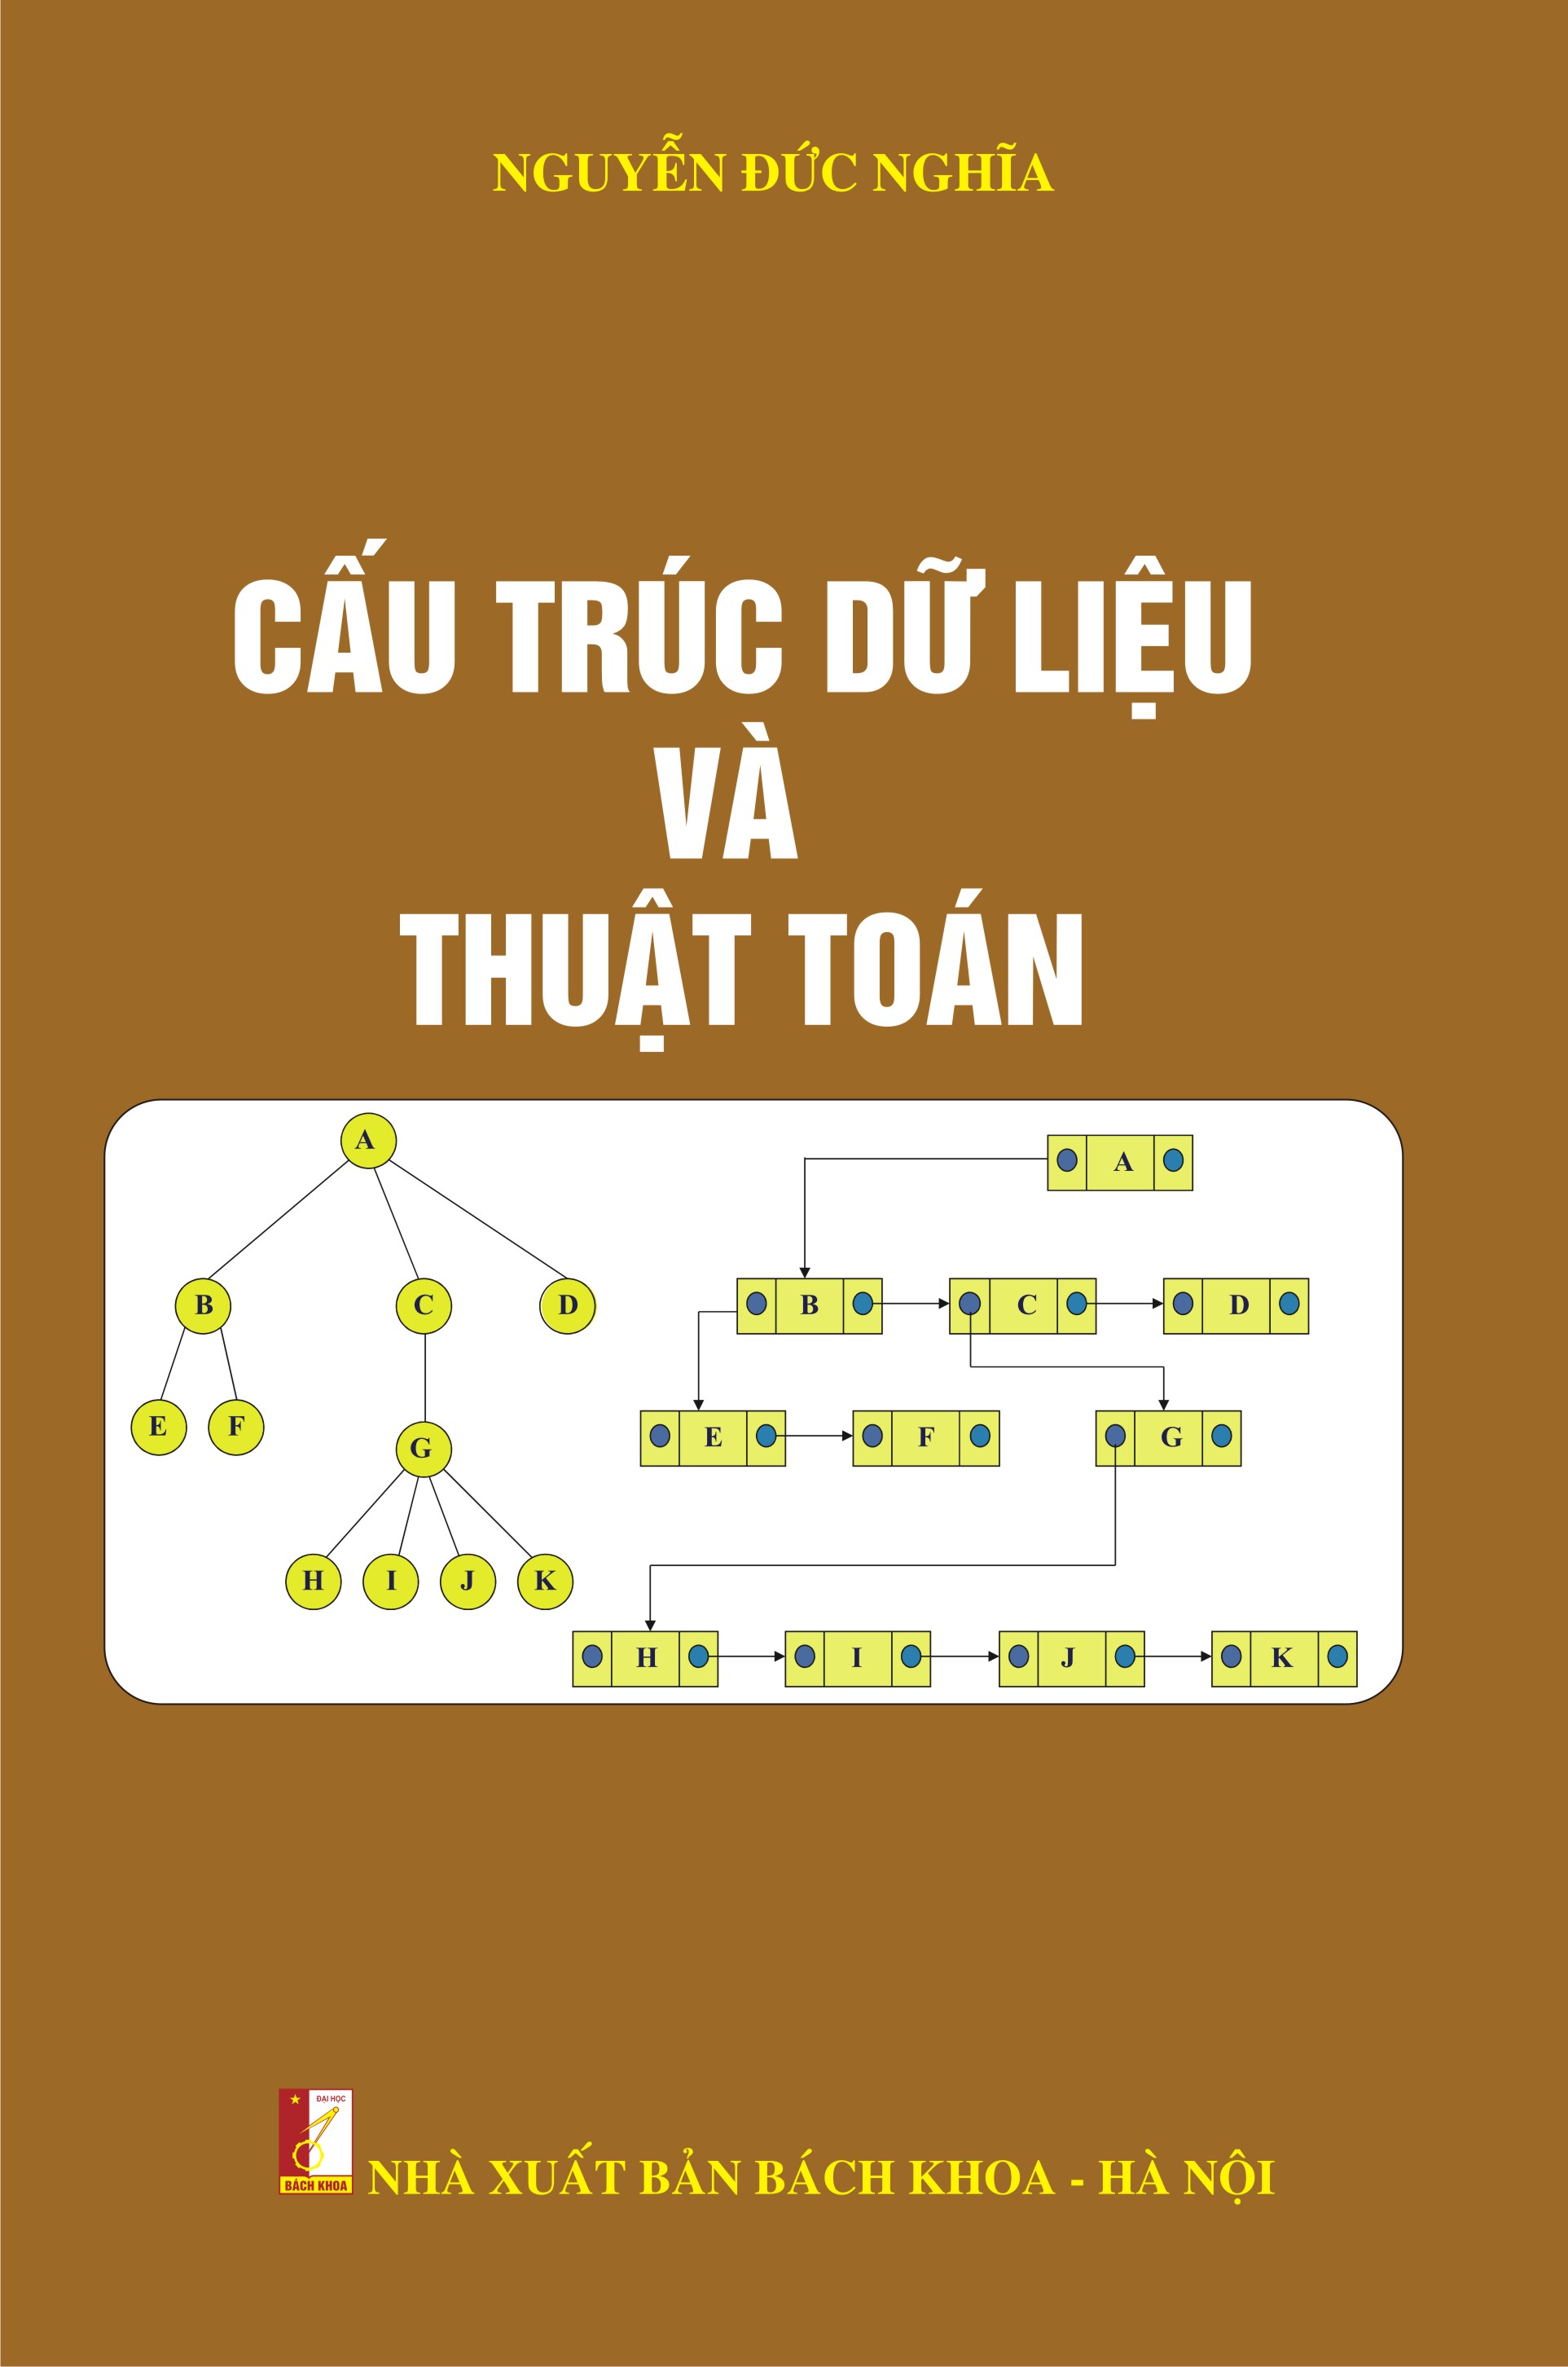 NGUYỄN ĐỨC NGHĨA
CẤU TRÚC DỮ LIỆU
VÀ
THUẬT TOÁN
A
A
B
C
D
B
C
D
E
F
G
E
F
G
H
I
J
K
H
I
J
K
ĐẠI HỌC
BÁCH KHOA
NHÀ XUẤT BẢN BÁCH KHOA - HÀ NỘI